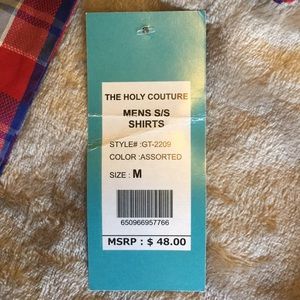 THE HOLY COUTURE
MENS S/S
SHIRTS
STYLE# :GT-2209
COLOR :ASSORTED
SIZE : M
650966957766
MSRP : $ 48.00